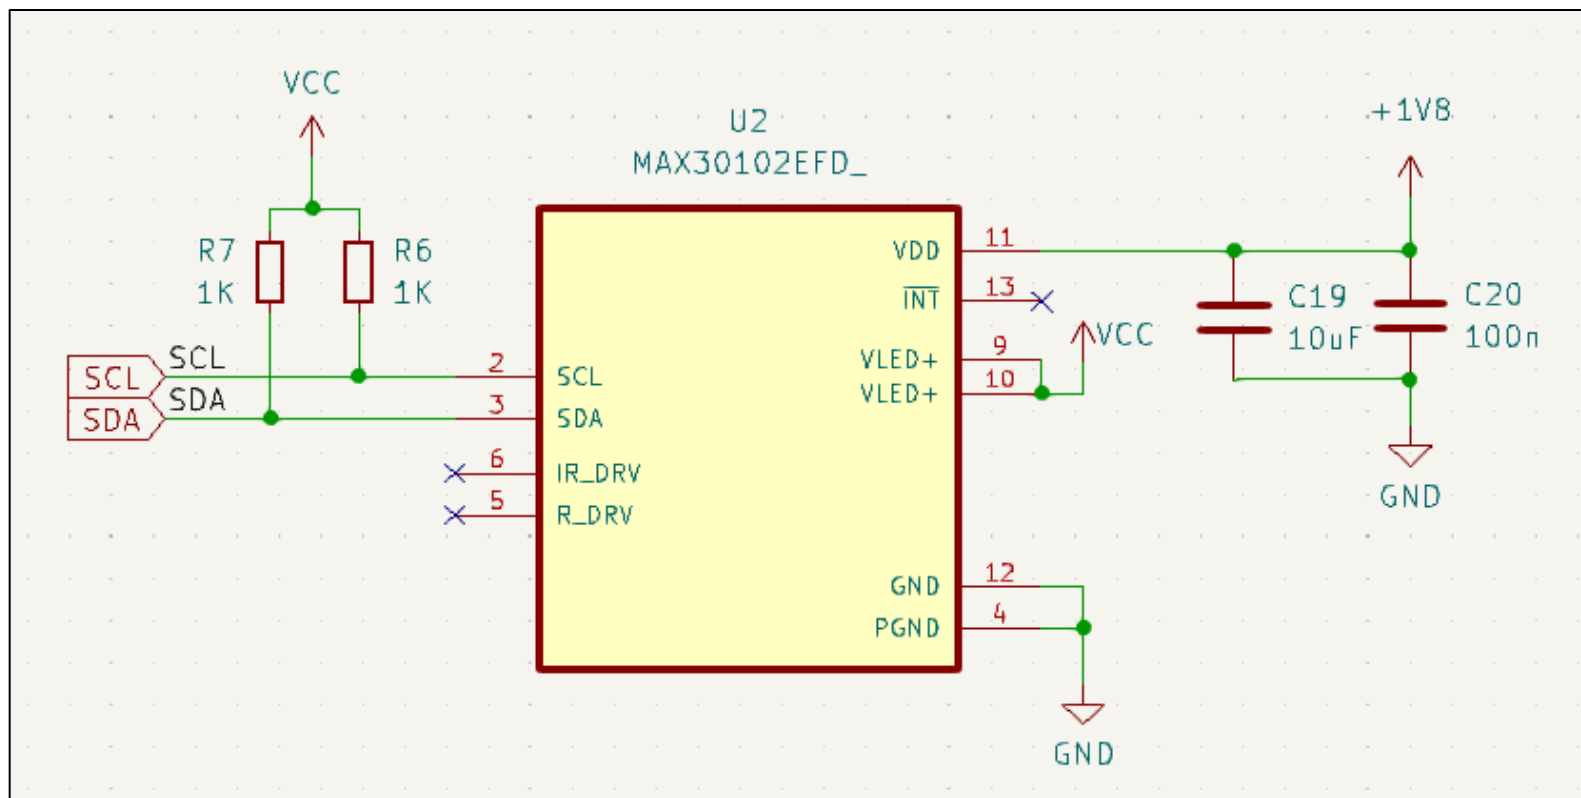 VCC
R7
1K
R6
1K
SCL
SCL
SDA
SDA
U2
MAX30102EFD_
2
SCL
3
SDA
6
IR_DRV
5
R_DRV
VDD
11
INT
13
VLED+
9
VLED+
10
VCC
GND
12
PGND
4
GND
+1V8
C19
10uF
C20
100n
GND